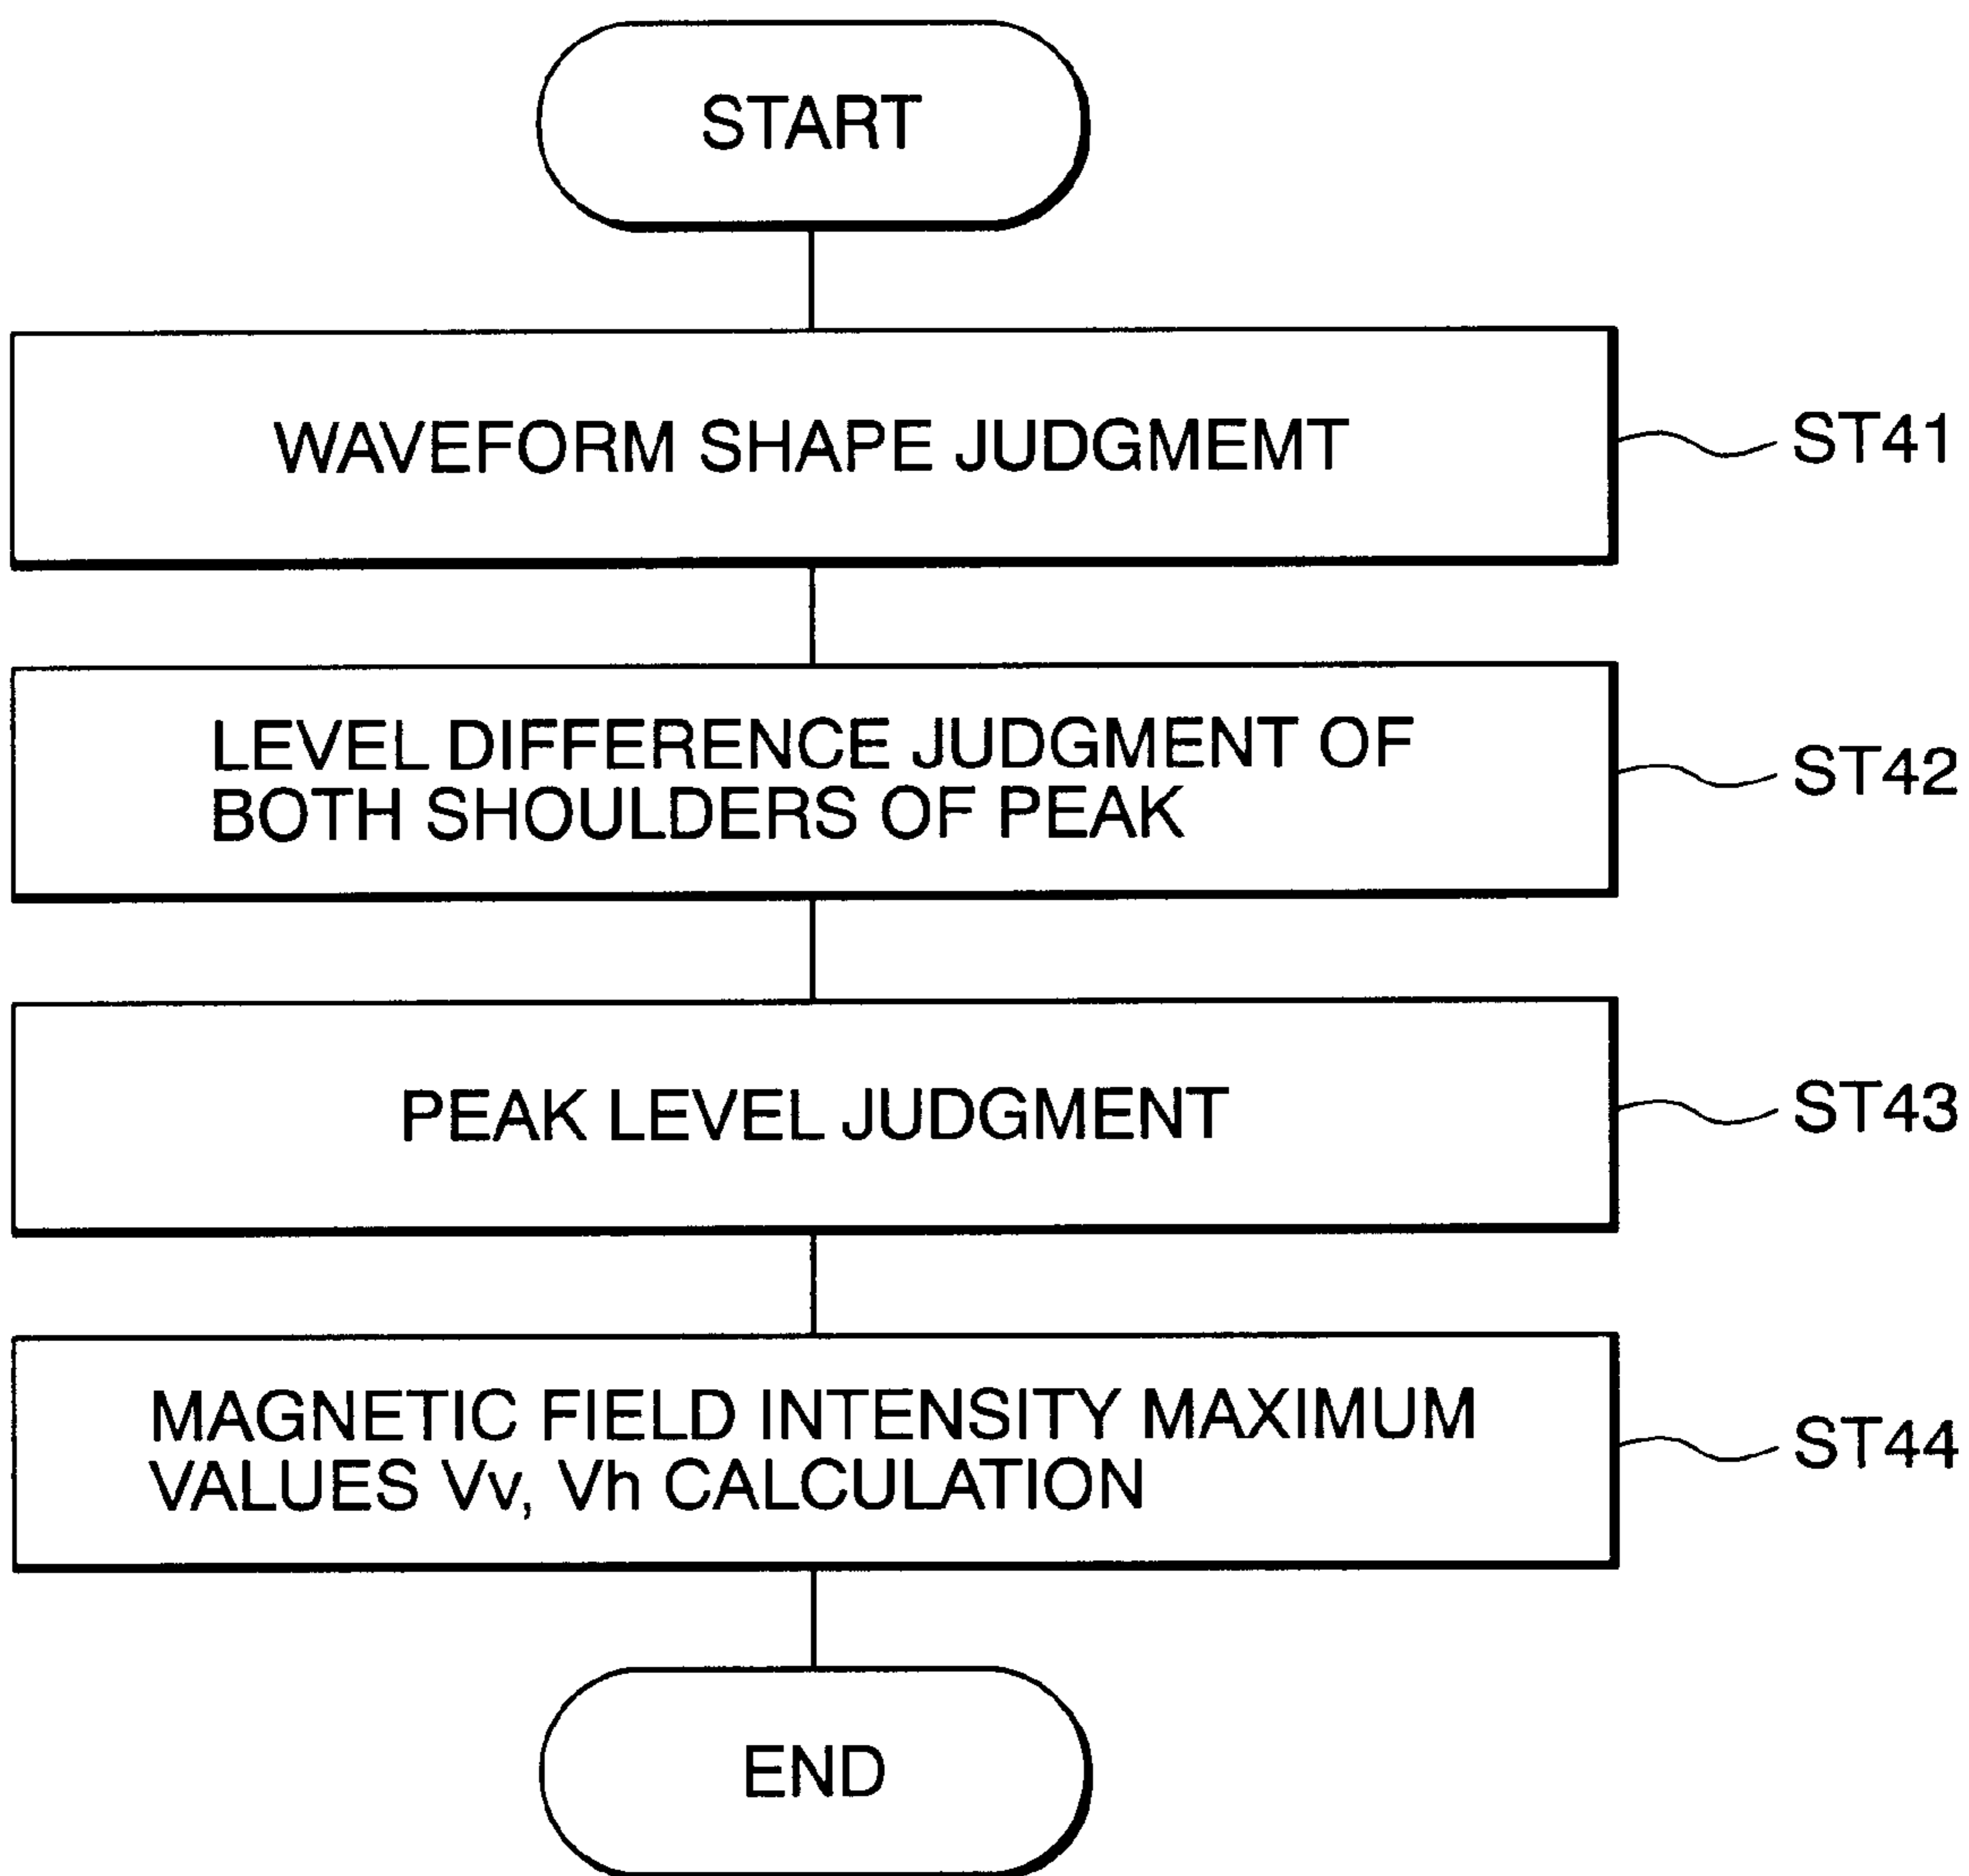 START
WAVEFORM SHAPE JUDGMEMT
ST41
LEVEL DIFFERENCE JUDGMENT OF
BOTH SHOULDERS OF PEAK
ST42
PEAK LEVEL JUDGMENT
ST43
MAGNETIC FIELD INTENSITY MAXIMUM
VALUES Vv, Vh CALCULATION
ST44
END